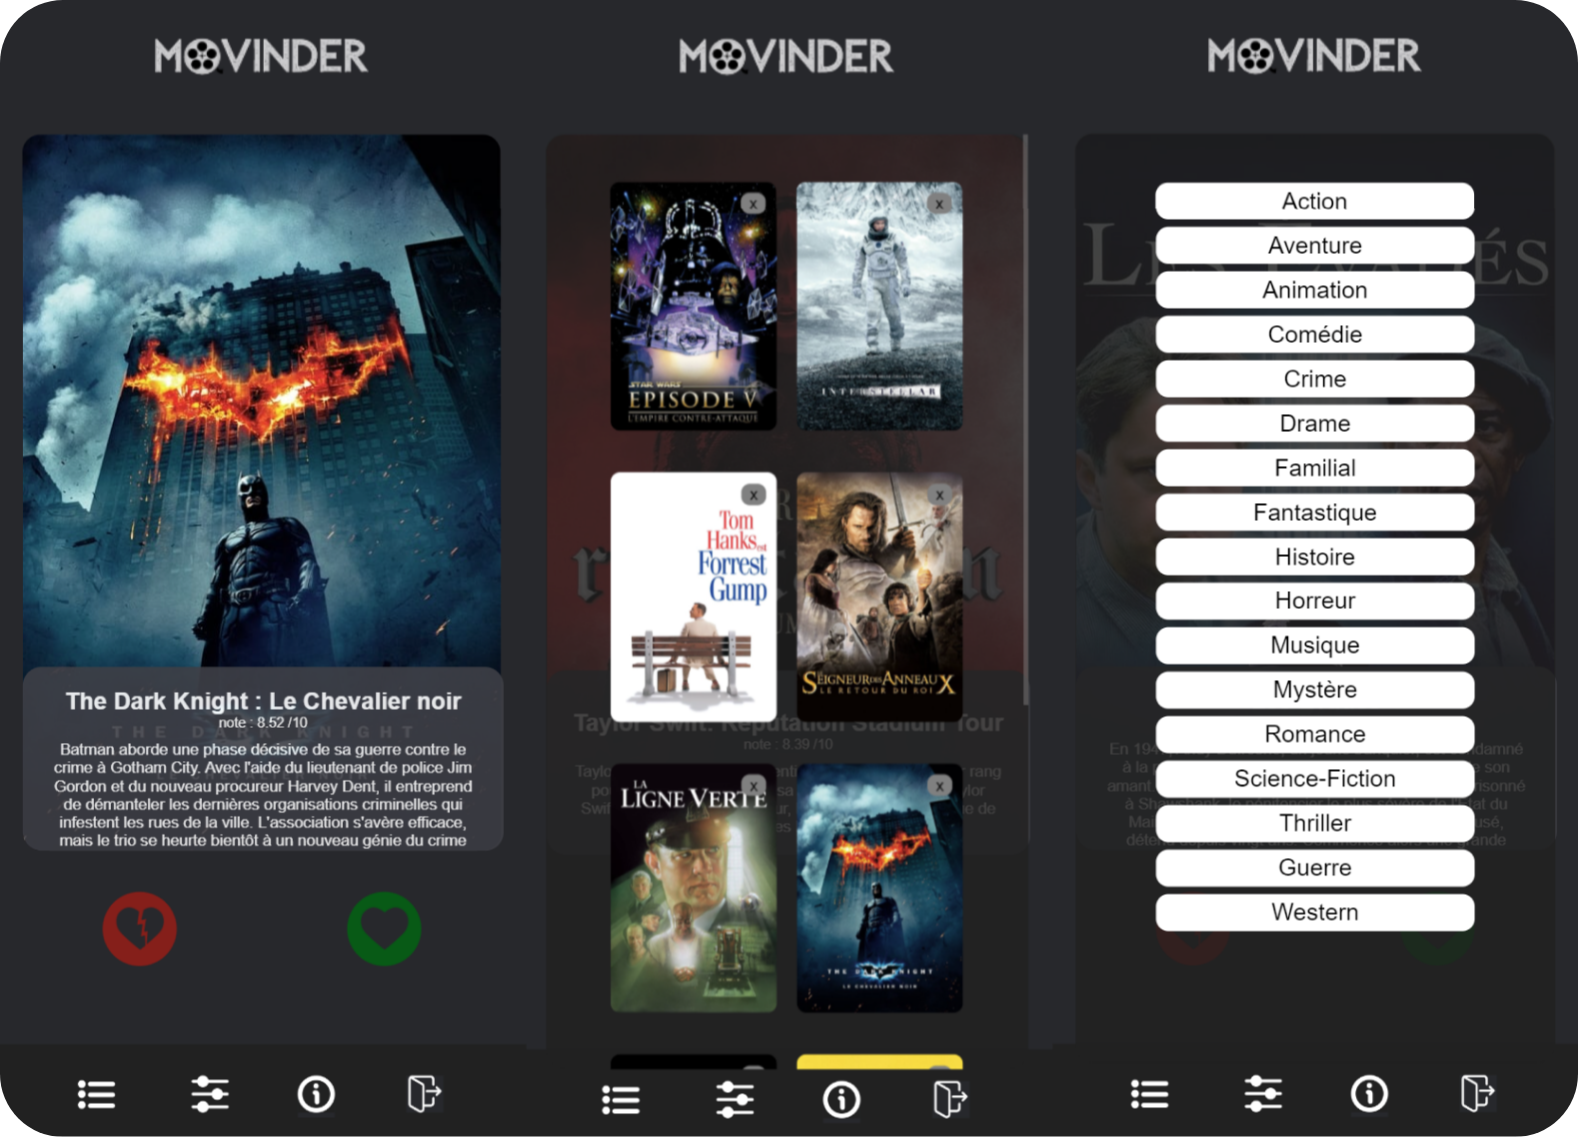 MOVINDER
THE DARK KNIGHT
The Dark Knight : Le Chevalier noir
note : 8.52 /10
Batman aborde une phase décisive de sa guerre contre le
crime à Gotham City. Avec l'aide du lieutenant de police Jim
Gordon et du nouveau procureur Harvey Dent, il entreprend
de démanteler les dernières organisations criminelles qui
infestent les rues de la ville. L'association s'avère efficace,
mais le trio se heurte bientôt à un nouveau génie du crime
MOVINDER
x
x
STAR WARS
EPISODE V
L'EMPIRE CONTRE-ATTAQUE
INTERSTELLAR
x
x
Tom
Hanks est
Forrest
Gump
SEIGNEUR DES ANNEAUX
LE RETOUR DU ROI
Taylor Swift: Reputation Stadium Tour
note : 8.39 /10
x
x
LA
LIGNE VERTE
THE DARK KNIGHT
LE CHEVALIER NOIR
MOVINDER
Action
Aventure
Animation
Comédie
Crime
Drame
Familial
Fantastique
Histoire
Horreur
Musique
Mystère
Romance
Science-Fiction
Thriller
Guerre
Western